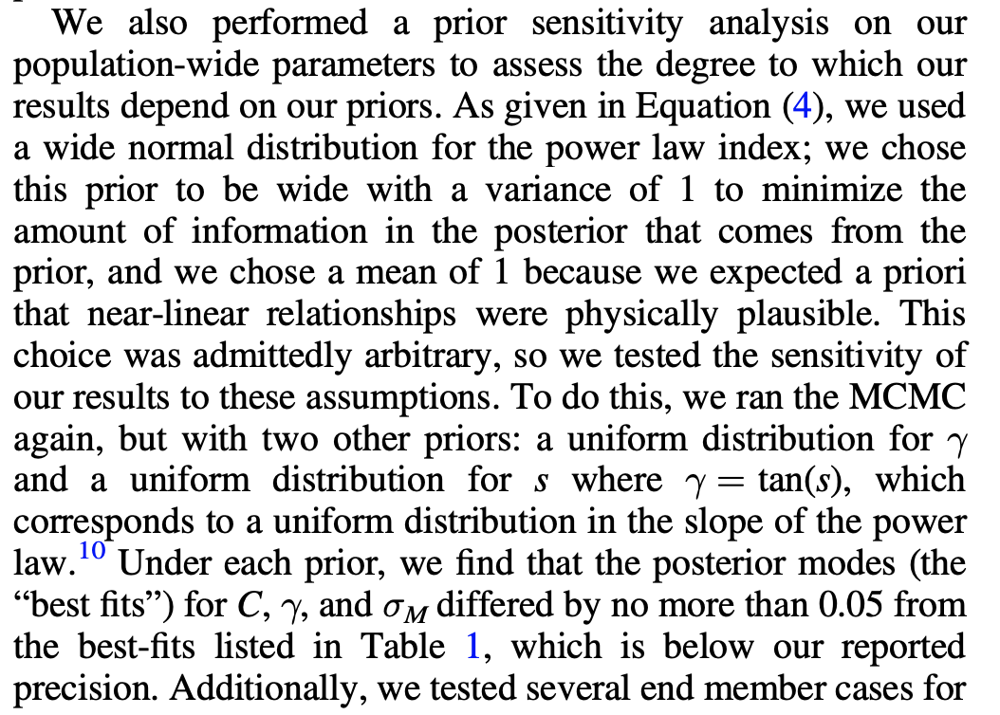 We also performed a prior sensitivity analysis on our
population-wide parameters to assess the degree to which our
results depend on our priors. As given in Equation (4), we used
a wide normal distribution for the power law index; we chose
this prior to be wide with a variance of 1 to minimize the
amount of information in the posterior that comes from the
prior, and we chose a mean of 1 because we expected a priori
that near-linear relationships were physically plausible. This
choice was admittedly arbitrary, so we tested the sensitivity of
our results to these assumptions. To do this, we ran the MCMC
again, but with two other priors: a uniform distribution for γ
and a uniform distribution for s where γ = tan(s), which
corresponds to a uniform distribution in the slope of the power
law.¹⁰ Under each prior, we find that the posterior modes (the
“best fits”) for C, γ, and σ_M differed by no more than 0.05 from
the best-fits listed in Table 1, which is below our reported
precision. Additionally, we tested several end member cases for